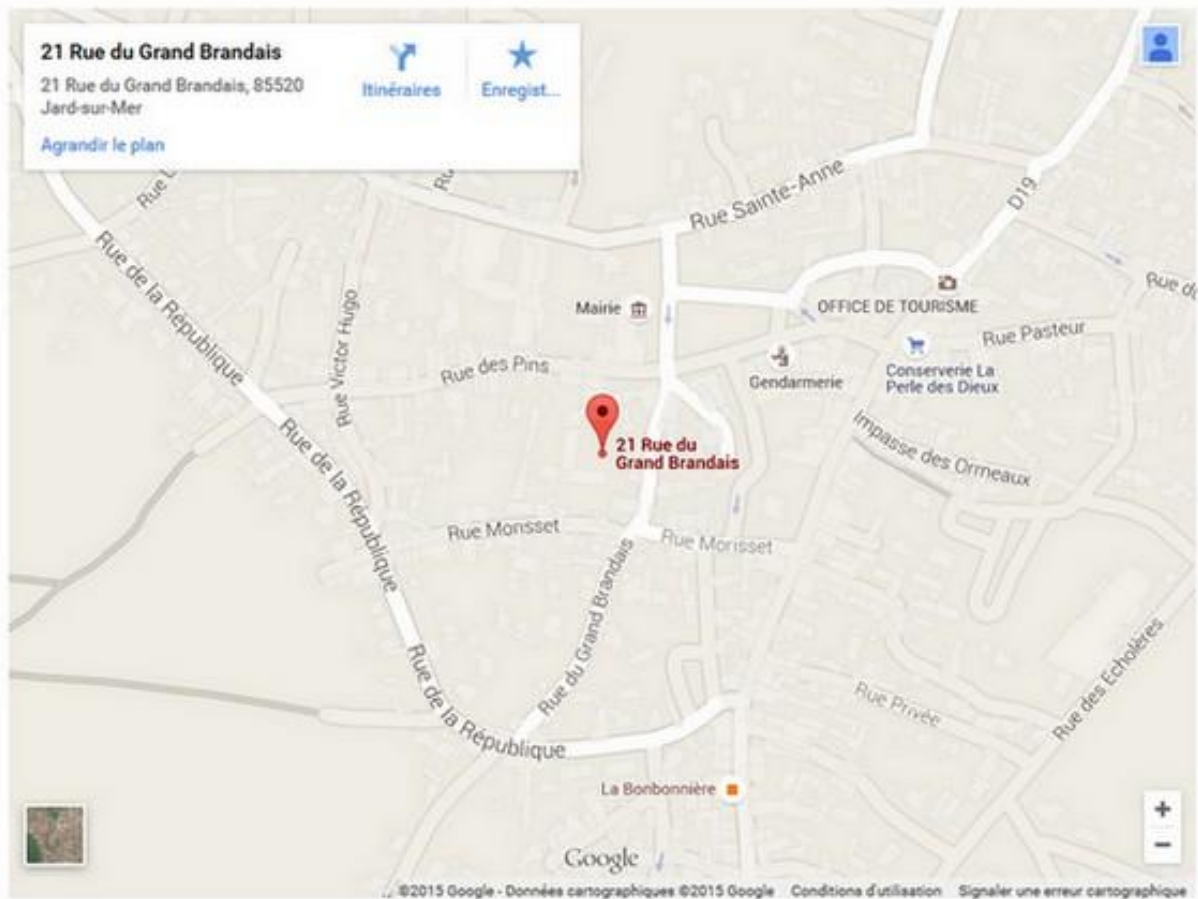 21 Rue du Grand Brandais
21 Rue du Grand Brandais, 85520
Jard-sur-Mer
Itinéraires
Enregist...
Agrandir le plan
Rue Sainte-Anne
D19
Rue de la République
Rue Victor Hugo
Mairie
OFFICE DE TOURISME
Rue Pasteur
Rue des Pins
Gendarmerie
Conserverie La
Perle des Dieux
21 Rue du
Grand Brandais
Impasse des Ormeaux
Rue de la République
Rue Morisset
Rue Morisset
Rue du Grand Brandais
Rue de la République
Rue Privée
Rue des Echolères
La Bonbonnière
Google
©2015 Google - Données cartographiques ©2015 Google Conditions d'utilisation Signaler une erreur cartographique